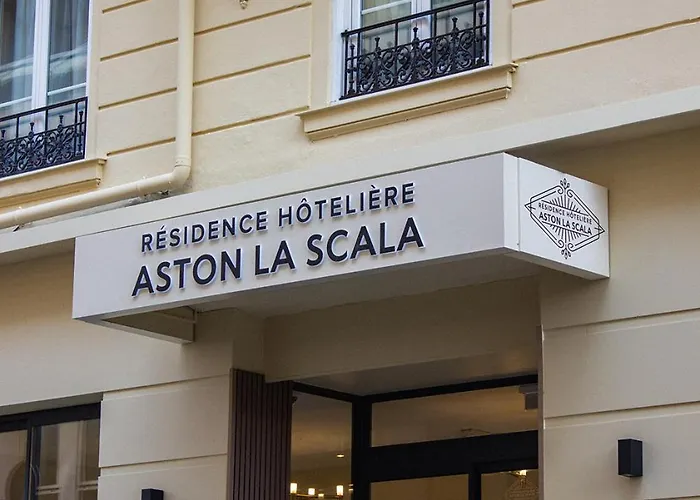 RÉSIDENCE HÔTELIÈRE
ASTON LA SCALA
RÉSIDENCE HÔTELIÈRE
ASTON LA SCALA